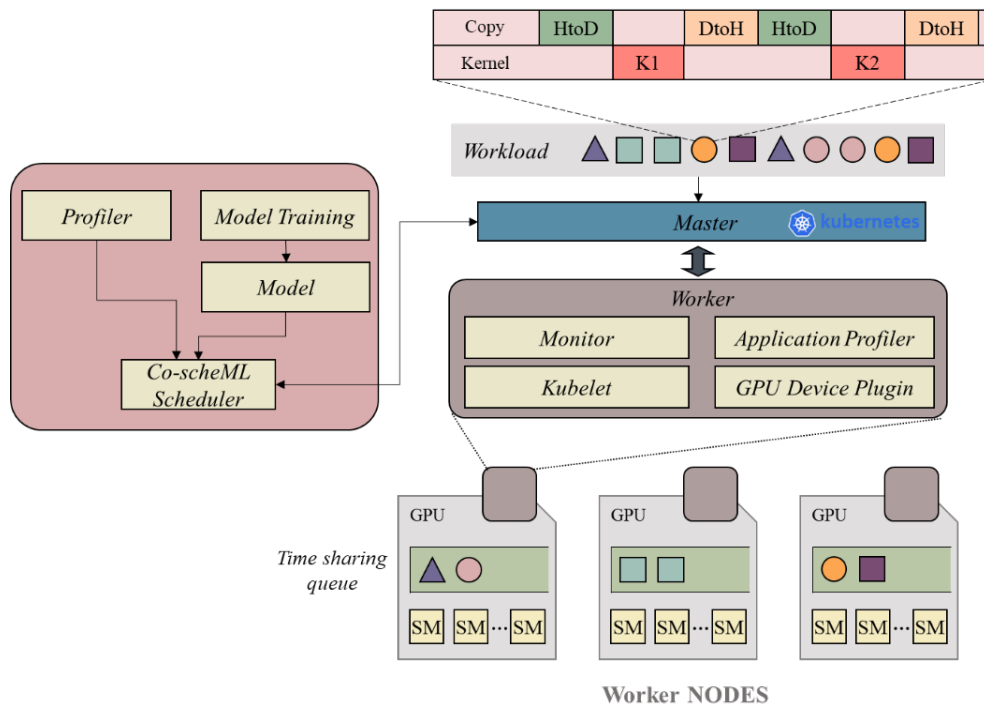 Copy HtoD DtoH HtoD DtoH
Kernel K1 K2
Workload
Profiler
Model Training
Master kubernetes
Model
Worker
Monitor
Application Profiler
Co-scheML
Scheduler
Kubelet
GPU Device Plugin
GPU
GPU
GPU
Time sharing
queue
SM SM ... SM
SM SM ... SM
SM SM ... SM
Worker NODES